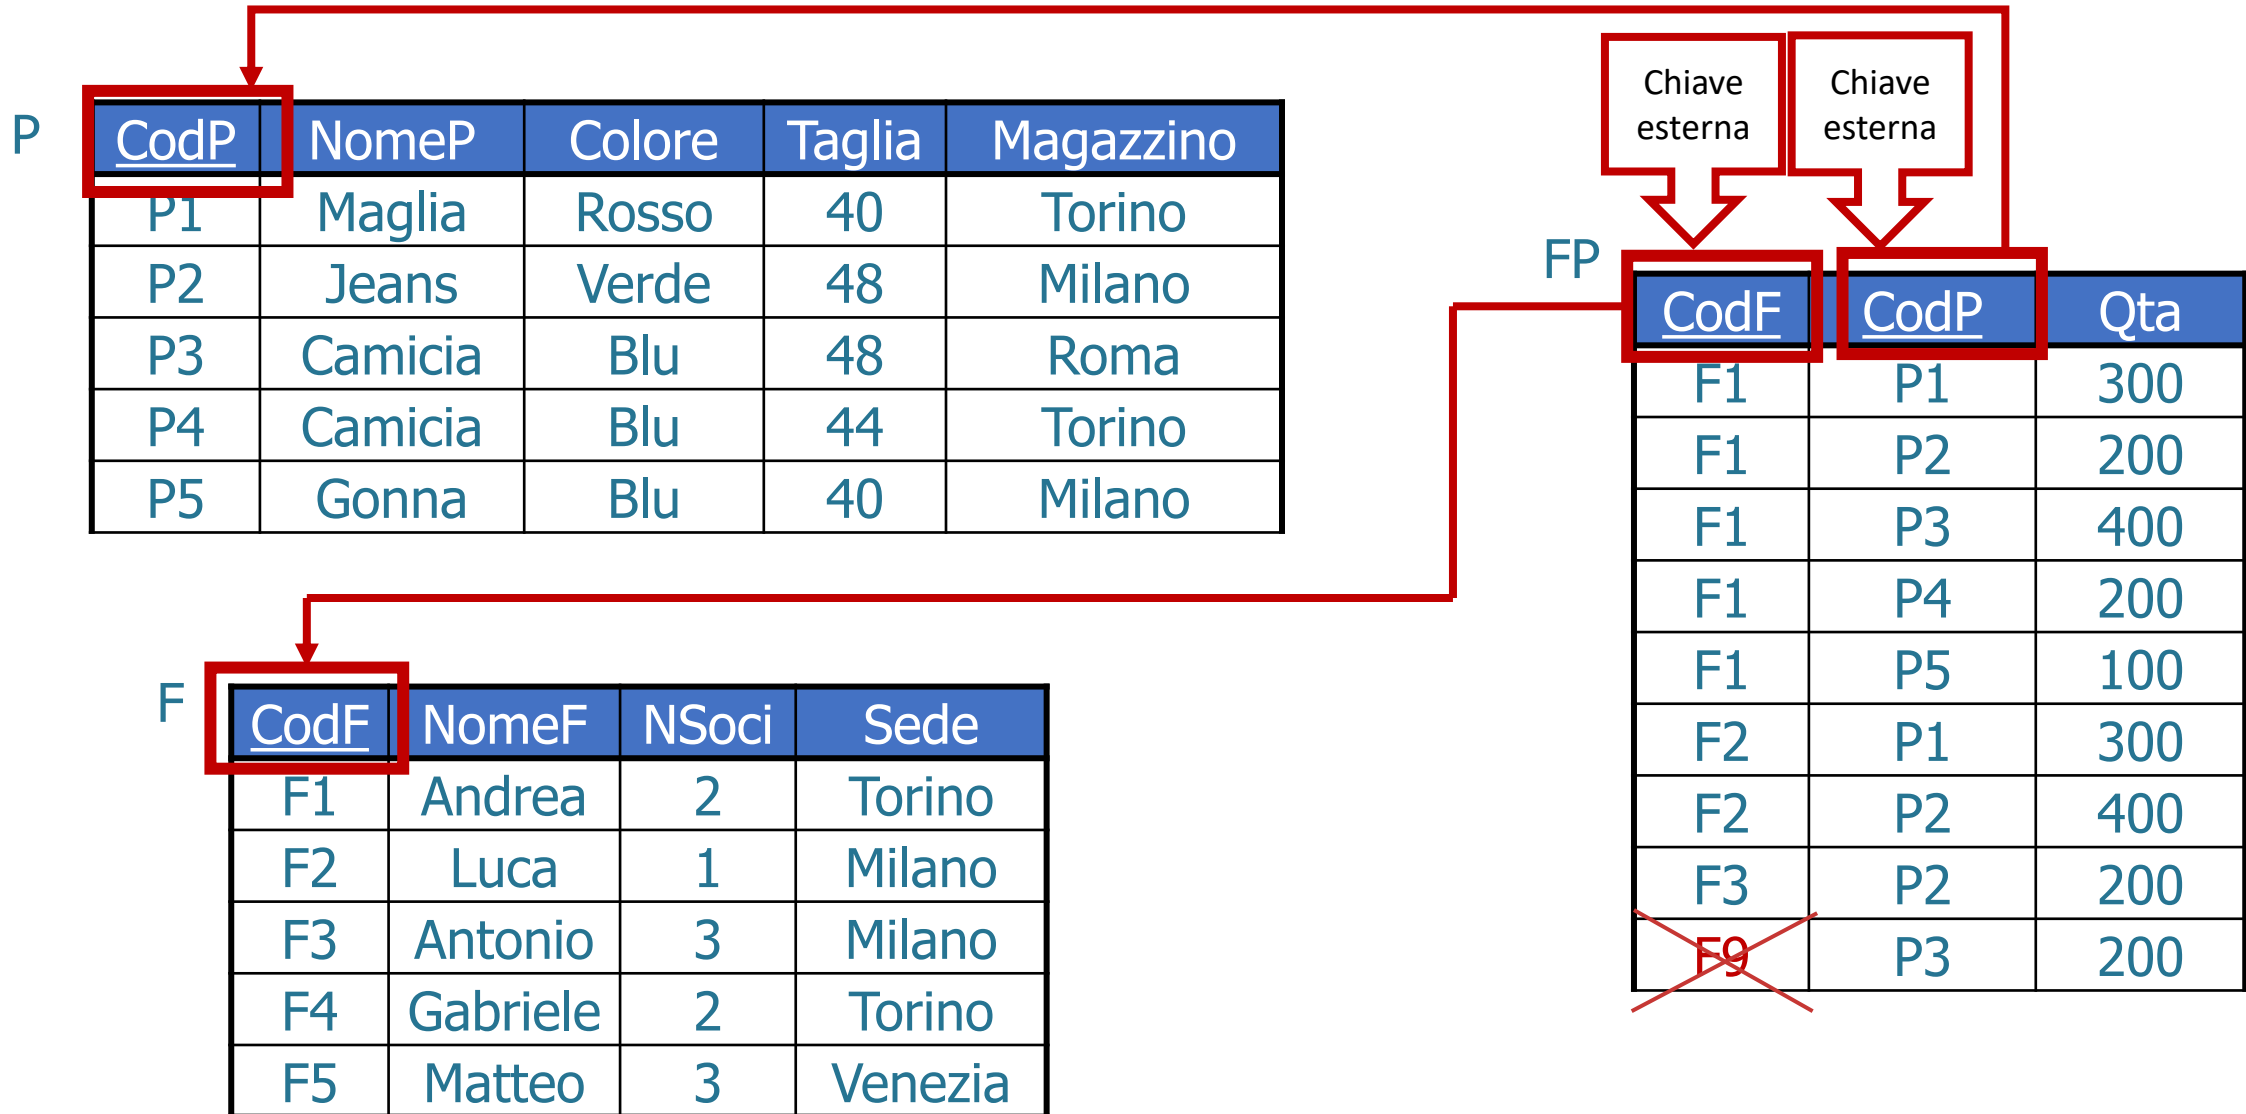 P
CodP NomeP Colore Taglia Magazzino
P1 Maglia Rosso 40 Torino
P2 Jeans Verde 48 Milano
P3 Camicia Blu 48 Roma
P4 Camicia Blu 44 Torino
P5 Gonna Blu 40 Milano
Chiave
esterna
Chiave
esterna
FP
CodF CodP Qta
F1 P1 300
F1 P2 200
F1 P3 400
F1 P4 200
F1 P5 100
F2 P1 300
F2 P2 400
F3 P2 200
F9 P3 200
F
CodF NomeF NSoci Sede
F1 Andrea 2 Torino
F2 Luca 1 Milano
F3 Antonio 3 Milano
F4 Gabriele 2 Torino
F5 Matteo 3 Venezia